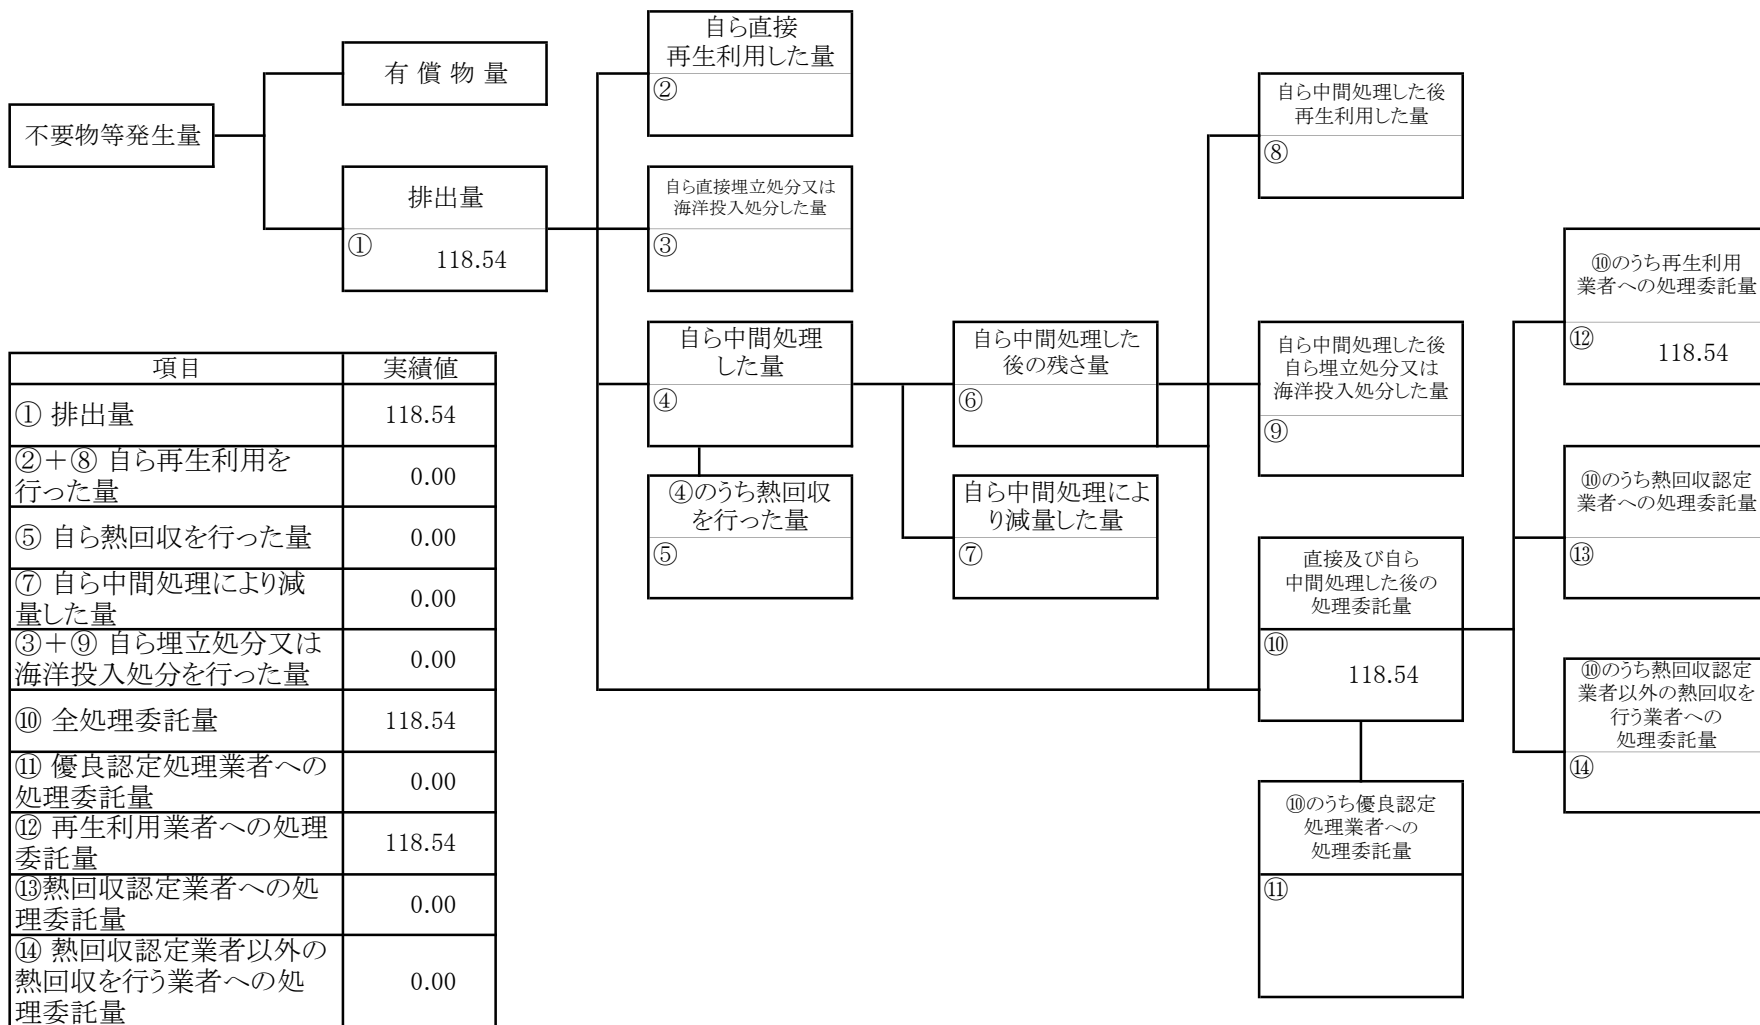 不要物等発生量
有 償 物 量
排出量
①
118.54
自ら直接
再生利用した量
②
自ら直接埋立処分又は
海洋投入処分した量
③
自ら中間処理
した量
④
④のうち熱回収
を行った量
⑤
自ら中間処理した
後の残さ量
⑥
自ら中間処理によ
り減量した量
⑦
自ら中間処理した後
再生利用した量
⑧
自ら中間処理した後
自ら埋立処分又は
海洋投入処分した量
⑨
直接及び自ら
中間処理した後の
処理委託量
⑩
118.54
⑩のうち優良認定
処理業者への
処理委託量
⑪
⑩のうち再生利用
業者への処理委託量
⑫
118.54
⑩のうち熱回収認定
業者への処理委託量
⑬
⑩のうち熱回収認定
業者以外の熱回収を
行う業者への
処理委託量
⑭
項目 実績値
① 排出量 118.54
②+⑧ 自ら再生利用を
行った量 0.00
⑤ 自ら熱回収を行った量 0.00
⑦ 自ら中間処理により減
量した量 0.00
③+⑨ 自ら埋立処分又は
海洋投入処分を行った量 0.00
⑩ 全処理委託量 118.54
⑪ 優良認定処理業者への
処理委託量 0.00
⑫ 再生利用業者への処理
委託量 118.54
⑬熱回収認定業者への処
理委託量 0.00
⑭ 熱回収認定業者以外の
熱回収を行う業者への処
理委託量 0.00